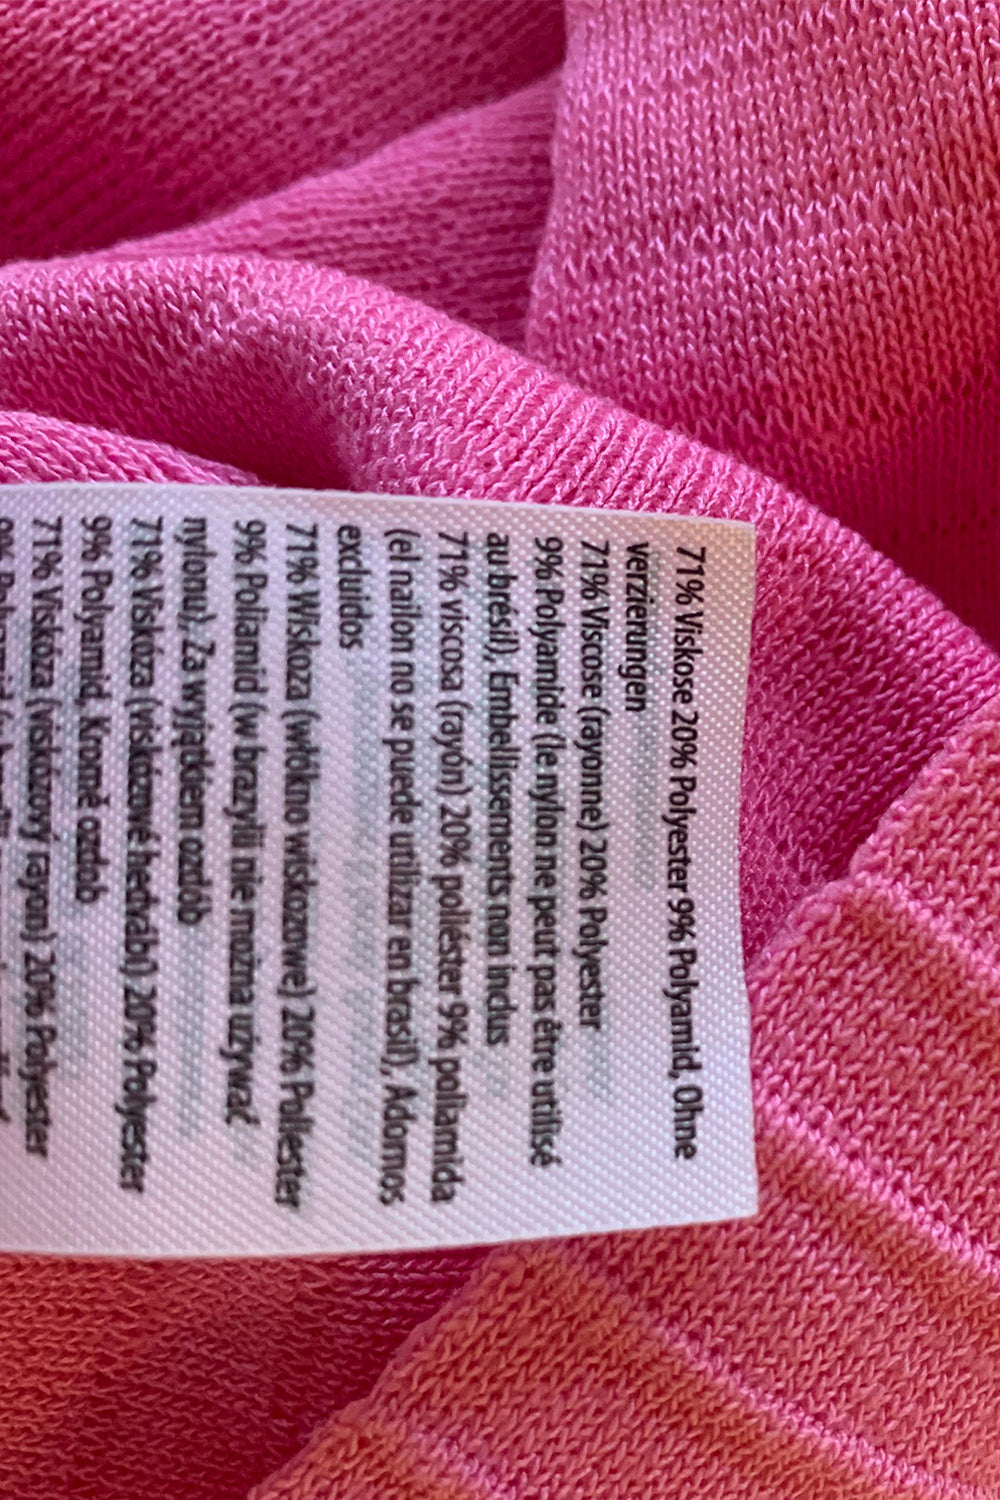 71% Viskose 20% Polyester 9% Polyamid, Ohne
verzierungen
71% Viscose (rayonne) 20% Polyester
9% Polyamide (le nylon ne peut pas être utilisé
au brésil), Embellissements non inclus
71% viscosa (rayón) 20% poliéster 9% poliamida
(el nailon no se puede utilizar en brasil), Adornos
excluidos
71% Wiskoza (włókno wiskozowe) 20% Poliester
9% Poliamid (w brazylii nie można używać
nylonu), Za wyjątkiem ozdób
71% Viskóza (viskózové hedvábí) 20% Polyester
9% Polyamid, Kromě ozdob
71% Viskóza (viskózový rayon) 20% Polyester